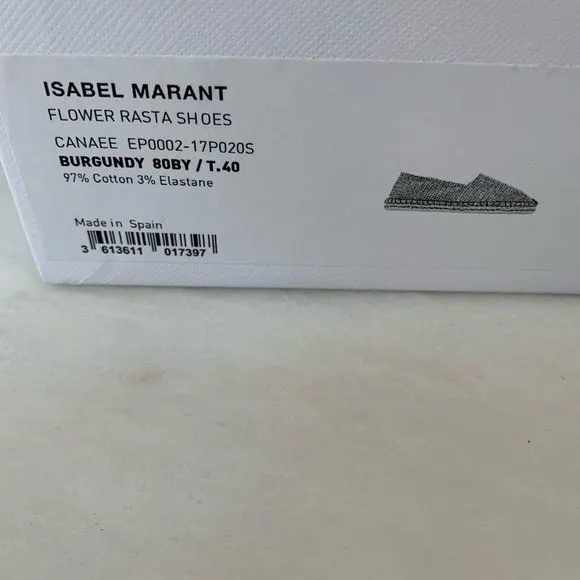 ISABEL MARANT
FLOWER RASTA SHOES
CANAEE EP0002-17P020S
BURGUNDY 80BY / T.40
97% Cotton 3% Elastane
Made in Spain
3 613611 017397